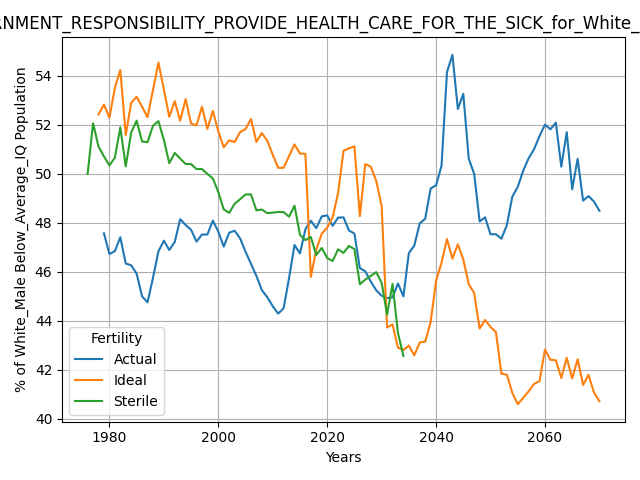 RNMENT_RESPONSIBILITY_PROVIDE_HEALTH_CARE_FOR_THE_SICK_for_White_
% of White_Male Below_Average_IQ Population
54
52
50
48
46
44
42
40
Fertility
Actual
Ideal
Sterile
1980
2000
2020
2040
2060
Years